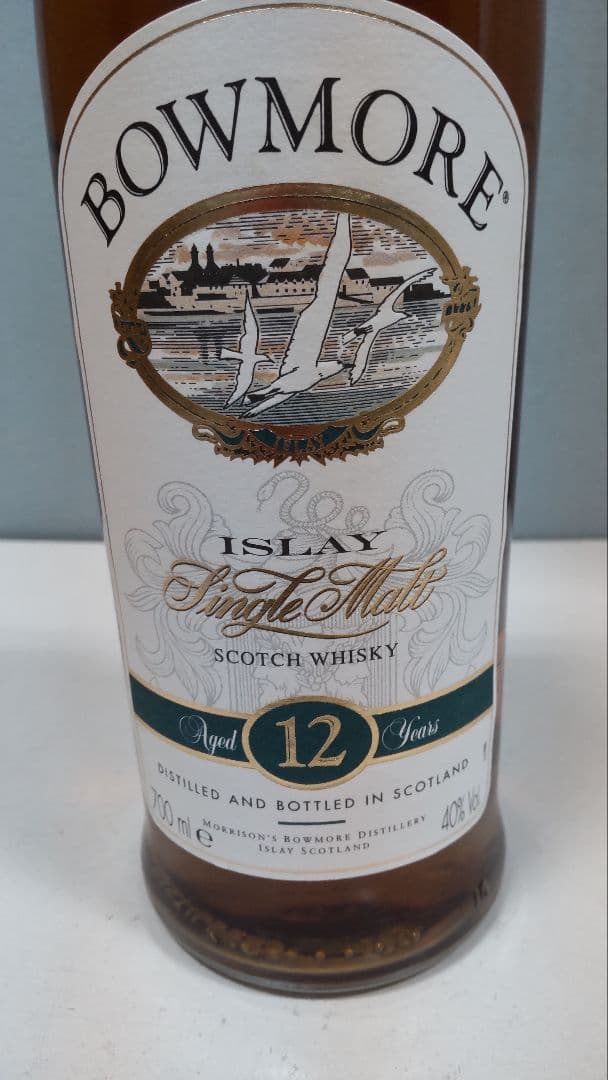 BOWMORE®
ISLAY
ISLAY
Single Malt
SCOTCH WHISKY
Aged 12 Years
DISTILLED AND BOTTLED IN SCOTLAND
700 ml e
MORRISON'S BOWMORE DISTILLERY
40% Vol.
ISLAY SCOTLAND